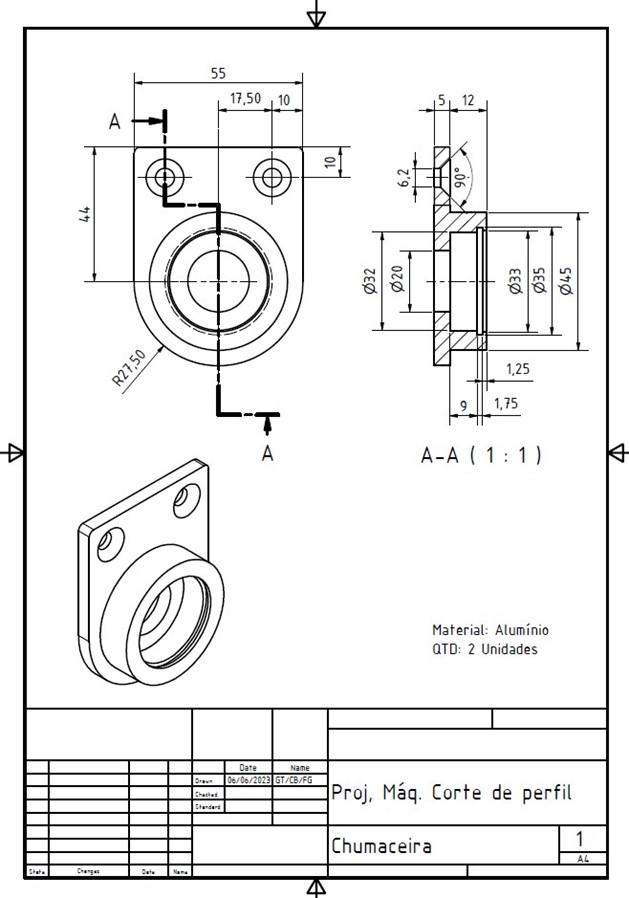 55
17,50
10
A
10
44
R27,50
A
5
12
6,2
90°
Ø32
Ø20
Ø33
Ø35
Ø45
1,25
9
1,75
A-A ( 1 : 1 )
Material: Alumínio
QTD: 2 Unidades
Date Name
Drawn 06/06/2023 GT/CB/FG
Checked
Standard
Proj, Máq. Corte de perfil
Chumaceira
1
A4
State Changes Date Name